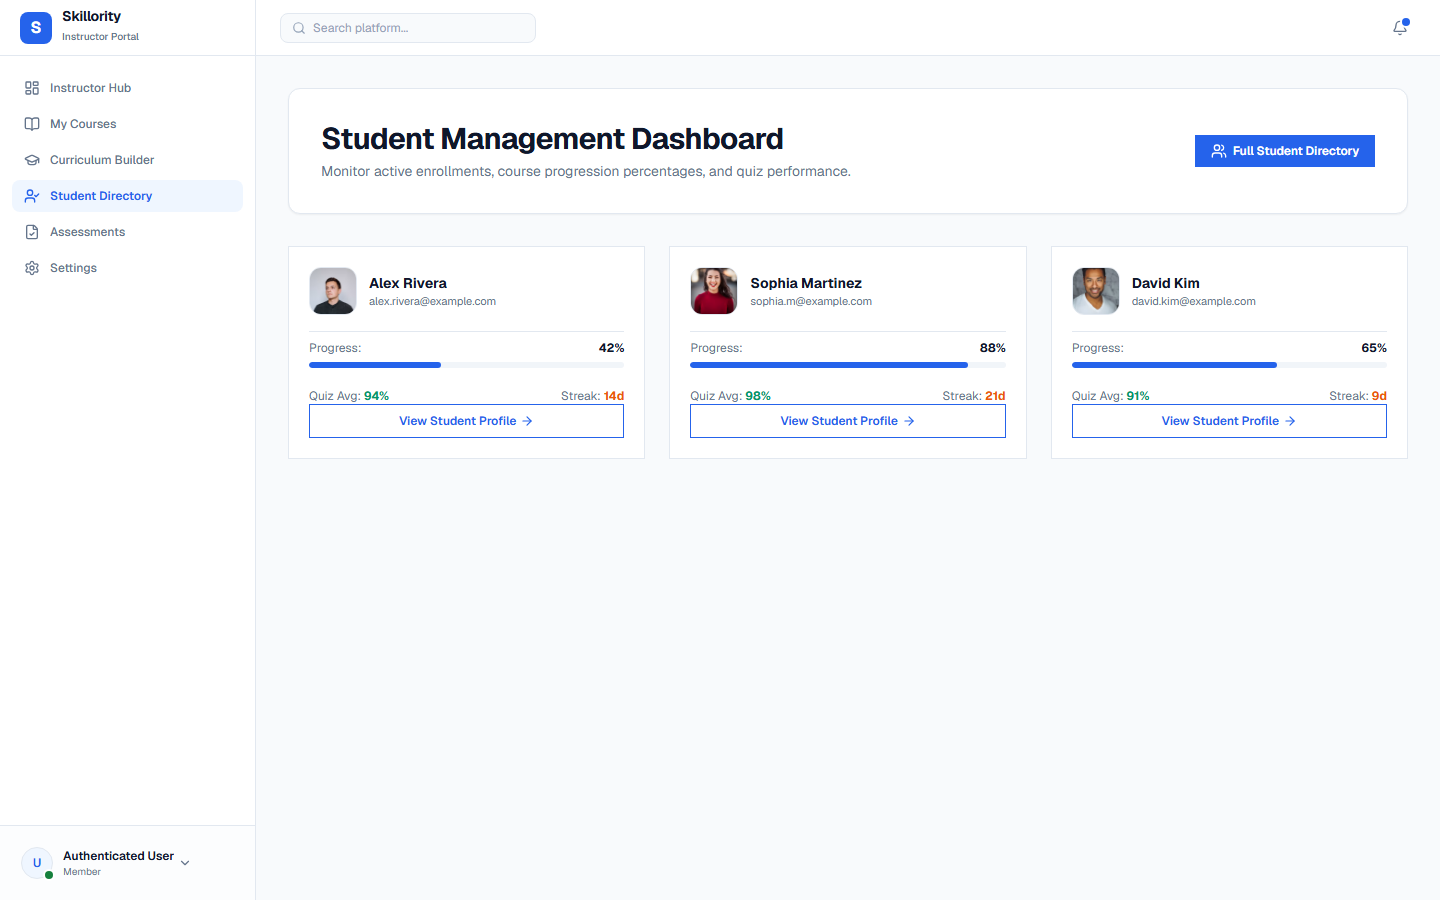 S
Skillority
Instructor Portal
Search platform...
Instructor Hub
My Courses
Curriculum Builder
Student Directory
Assessments
Settings
Student Management Dashboard
Monitor active enrollments, course progression percentages, and quiz performance.
Full Student Directory
Alex Rivera
alex.rivera@example.com
Progress: 42%
Quiz Avg: 94% Streak: 14d
View Student Profile →
Sophia Martinez
sophia.m@example.com
Progress: 88%
Quiz Avg: 98% Streak: 21d
View Student Profile →
David Kim
david.kim@example.com
Progress: 65%
Quiz Avg: 91% Streak: 9d
View Student Profile →
U
Authenticated User
Member